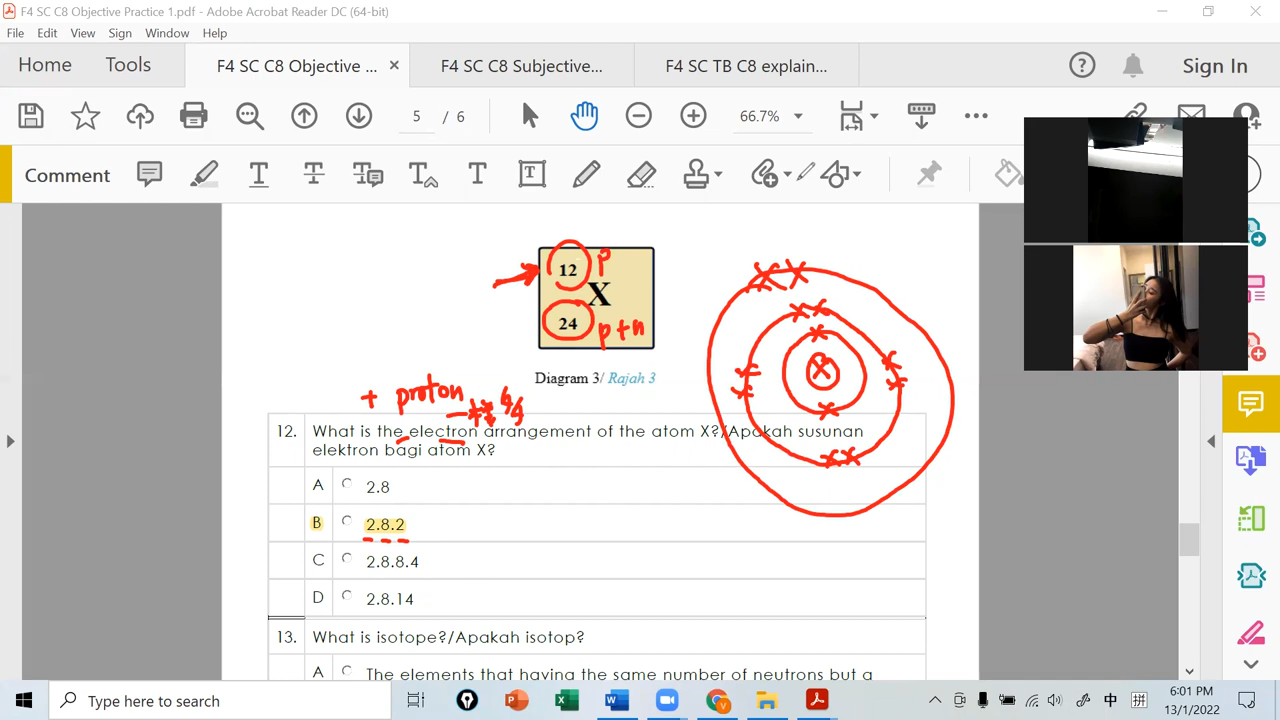 F4 SC C8 Objective Practice 1.pdf - Adobe Acrobat Reader DC (64-bit)
File Edit View Sign Window Help
Home Tools F4 SC C8 Objective ... F4 SC C8 Subjective... F4 SC TB C8 explain... Sign In
5 / 6 66.7%
Comment
12 p
X
24 p+n
Diagram 3/ Rajah 3
+ proton
12. What is the electron arrangement of the atom X?/Apakah susunan
elektron bagi atom X?
A 2.8
B 2.8.2
C 2.8.8.4
D 2.8.14
13. What is isotope?/Apakah isotop?
A The elements that having the same number of neutrons but a
Type here to search
中 拼 6:01 PM
13/1/2022